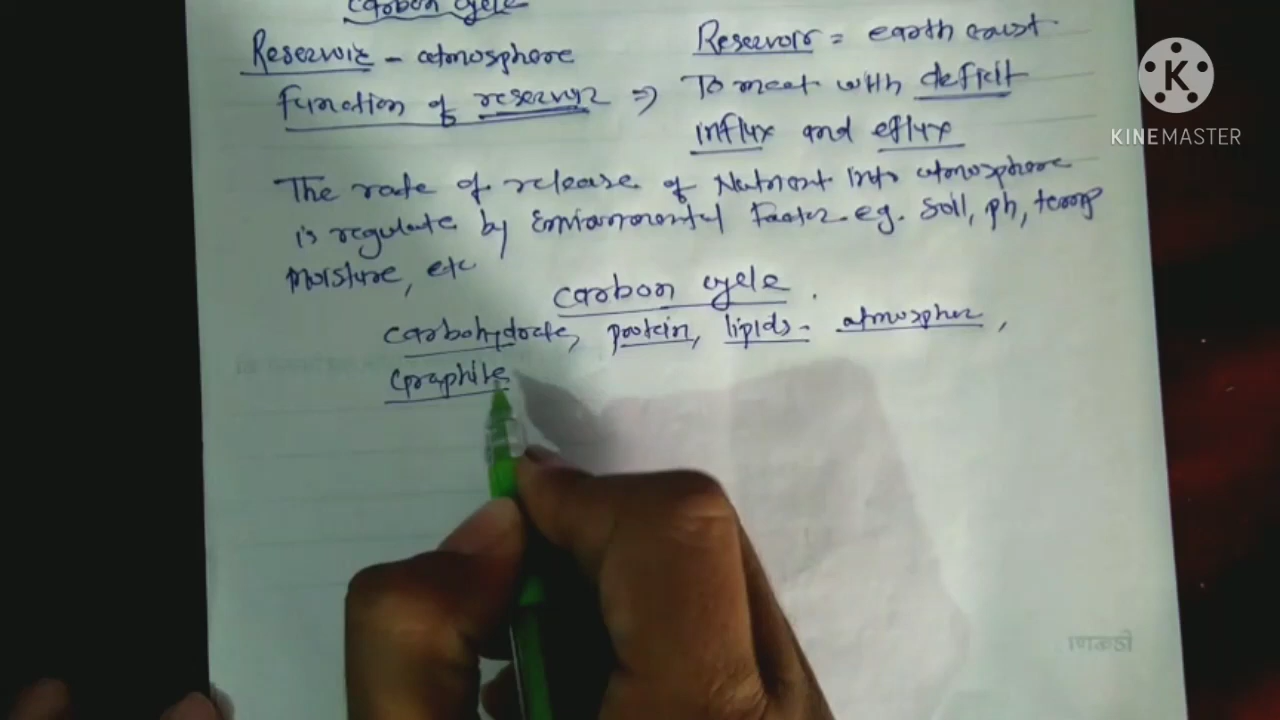 carbon cycle
Reservoir - atmosphere
Reservoir = earth crust
function of reservoir => To meet with deficit
influx and eflux
The rate of release of Nutrient into atmosphere
is regulate by Environmental Factor eg. soil, ph, temp
Moisture, etc
carbon cycle.
carbohydrate, protein, lipids- atmospher,
Graphite
K
KINEMASTER